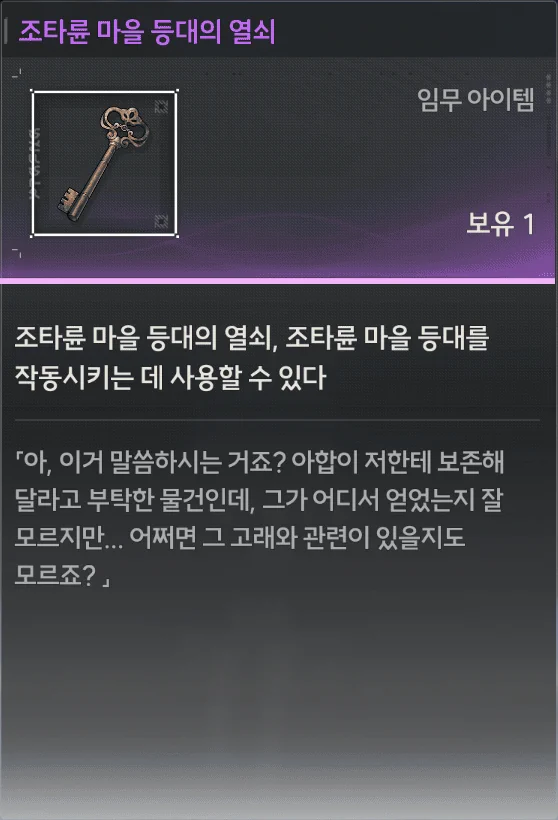 조타륜 마을 등대의 열쇠
임무 아이템
보유 1
조타륜 마을 등대의 열쇠, 조타륜 마을 등대를
작동시키는 데 사용할 수 있다
「아, 이거 말씀하시는 거죠? 아합이 저한테 보존해
달라고 부탁한 물건인데, 그가 어디서 얻었는지 잘
모르지만... 어쩌면 그 고래와 관련이 있을지도
모르죠?」